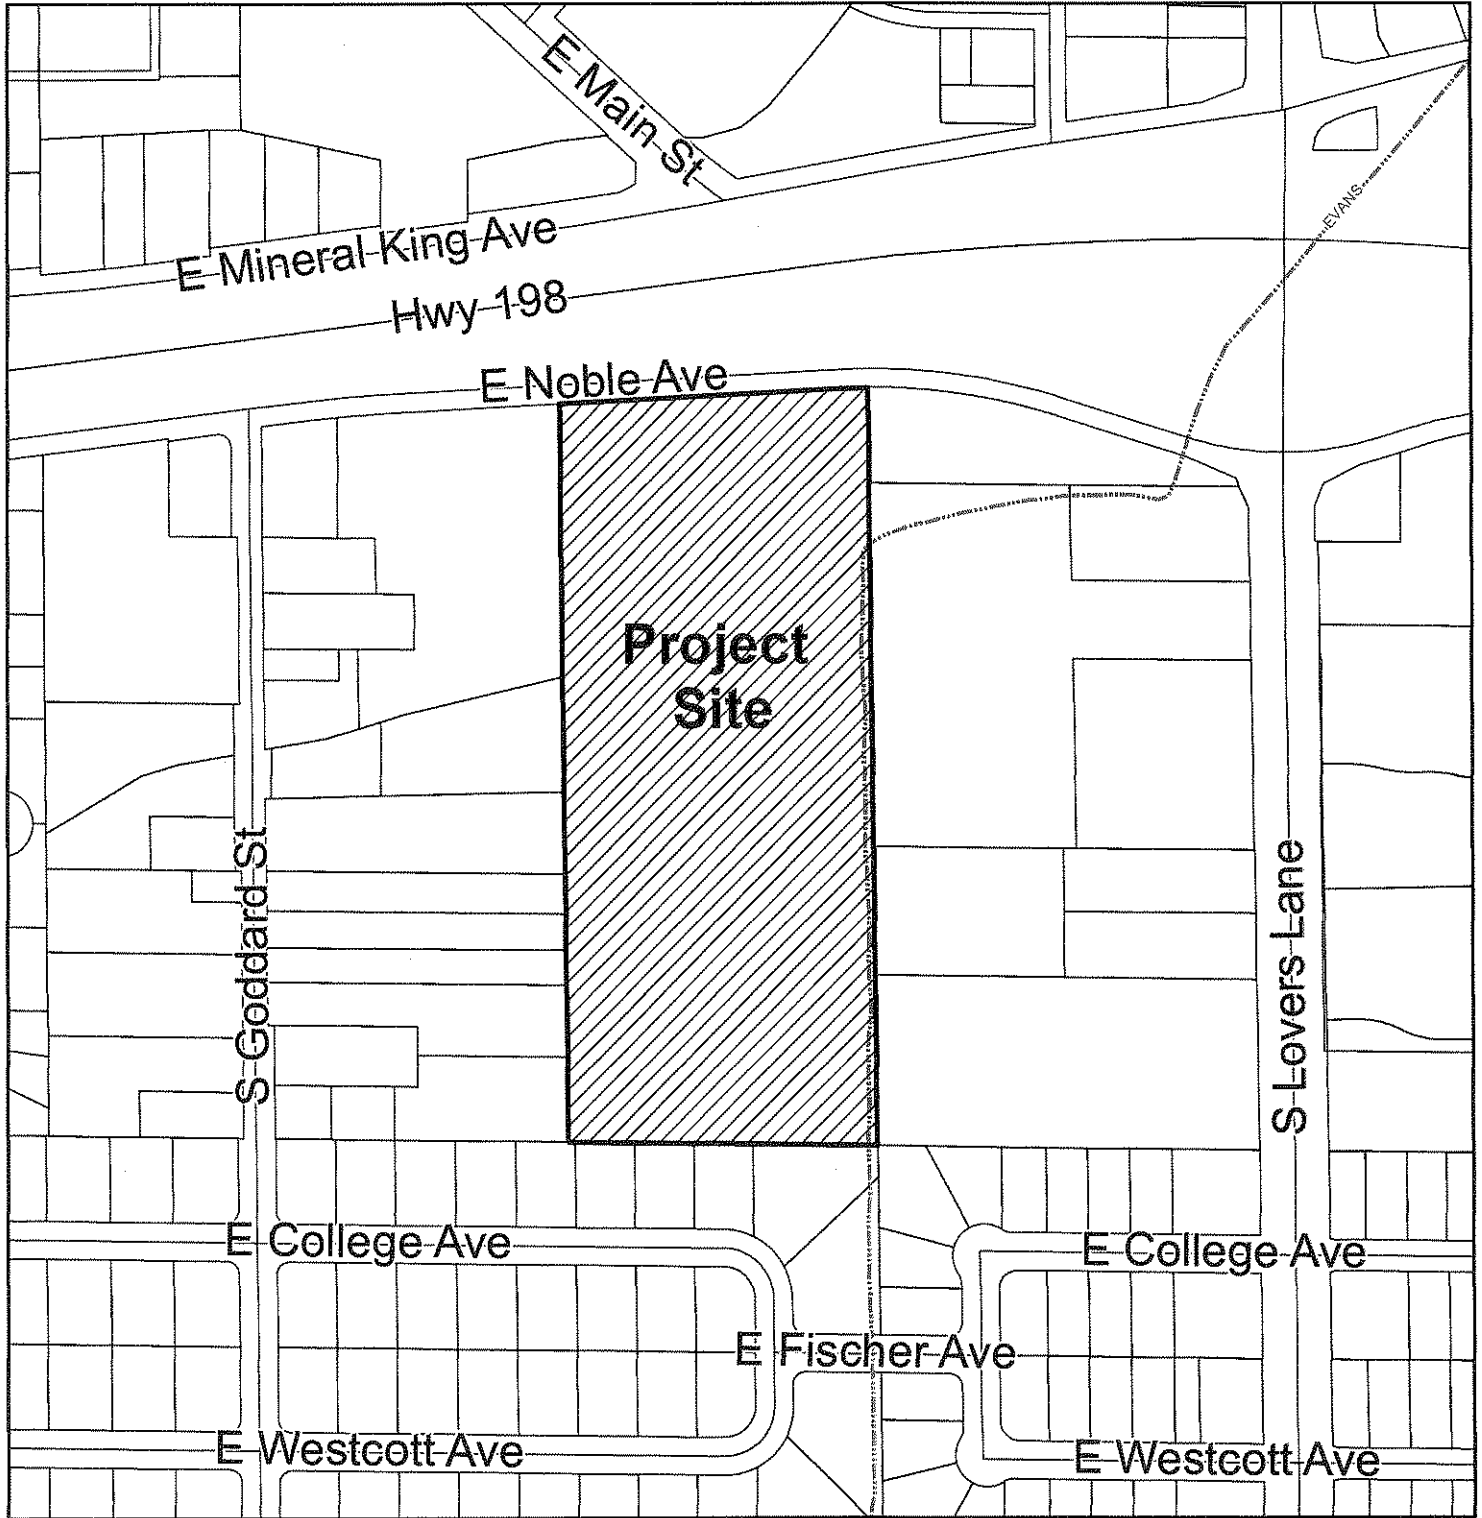 E Main St
EVANS
E Mineral King Ave
Hwy 198
E Noble Ave
Project
Site
S Goddard St
S Lovers Lane
E College Ave
E College Ave
E Fischer Ave
E Westcott Ave
E Westcott Ave